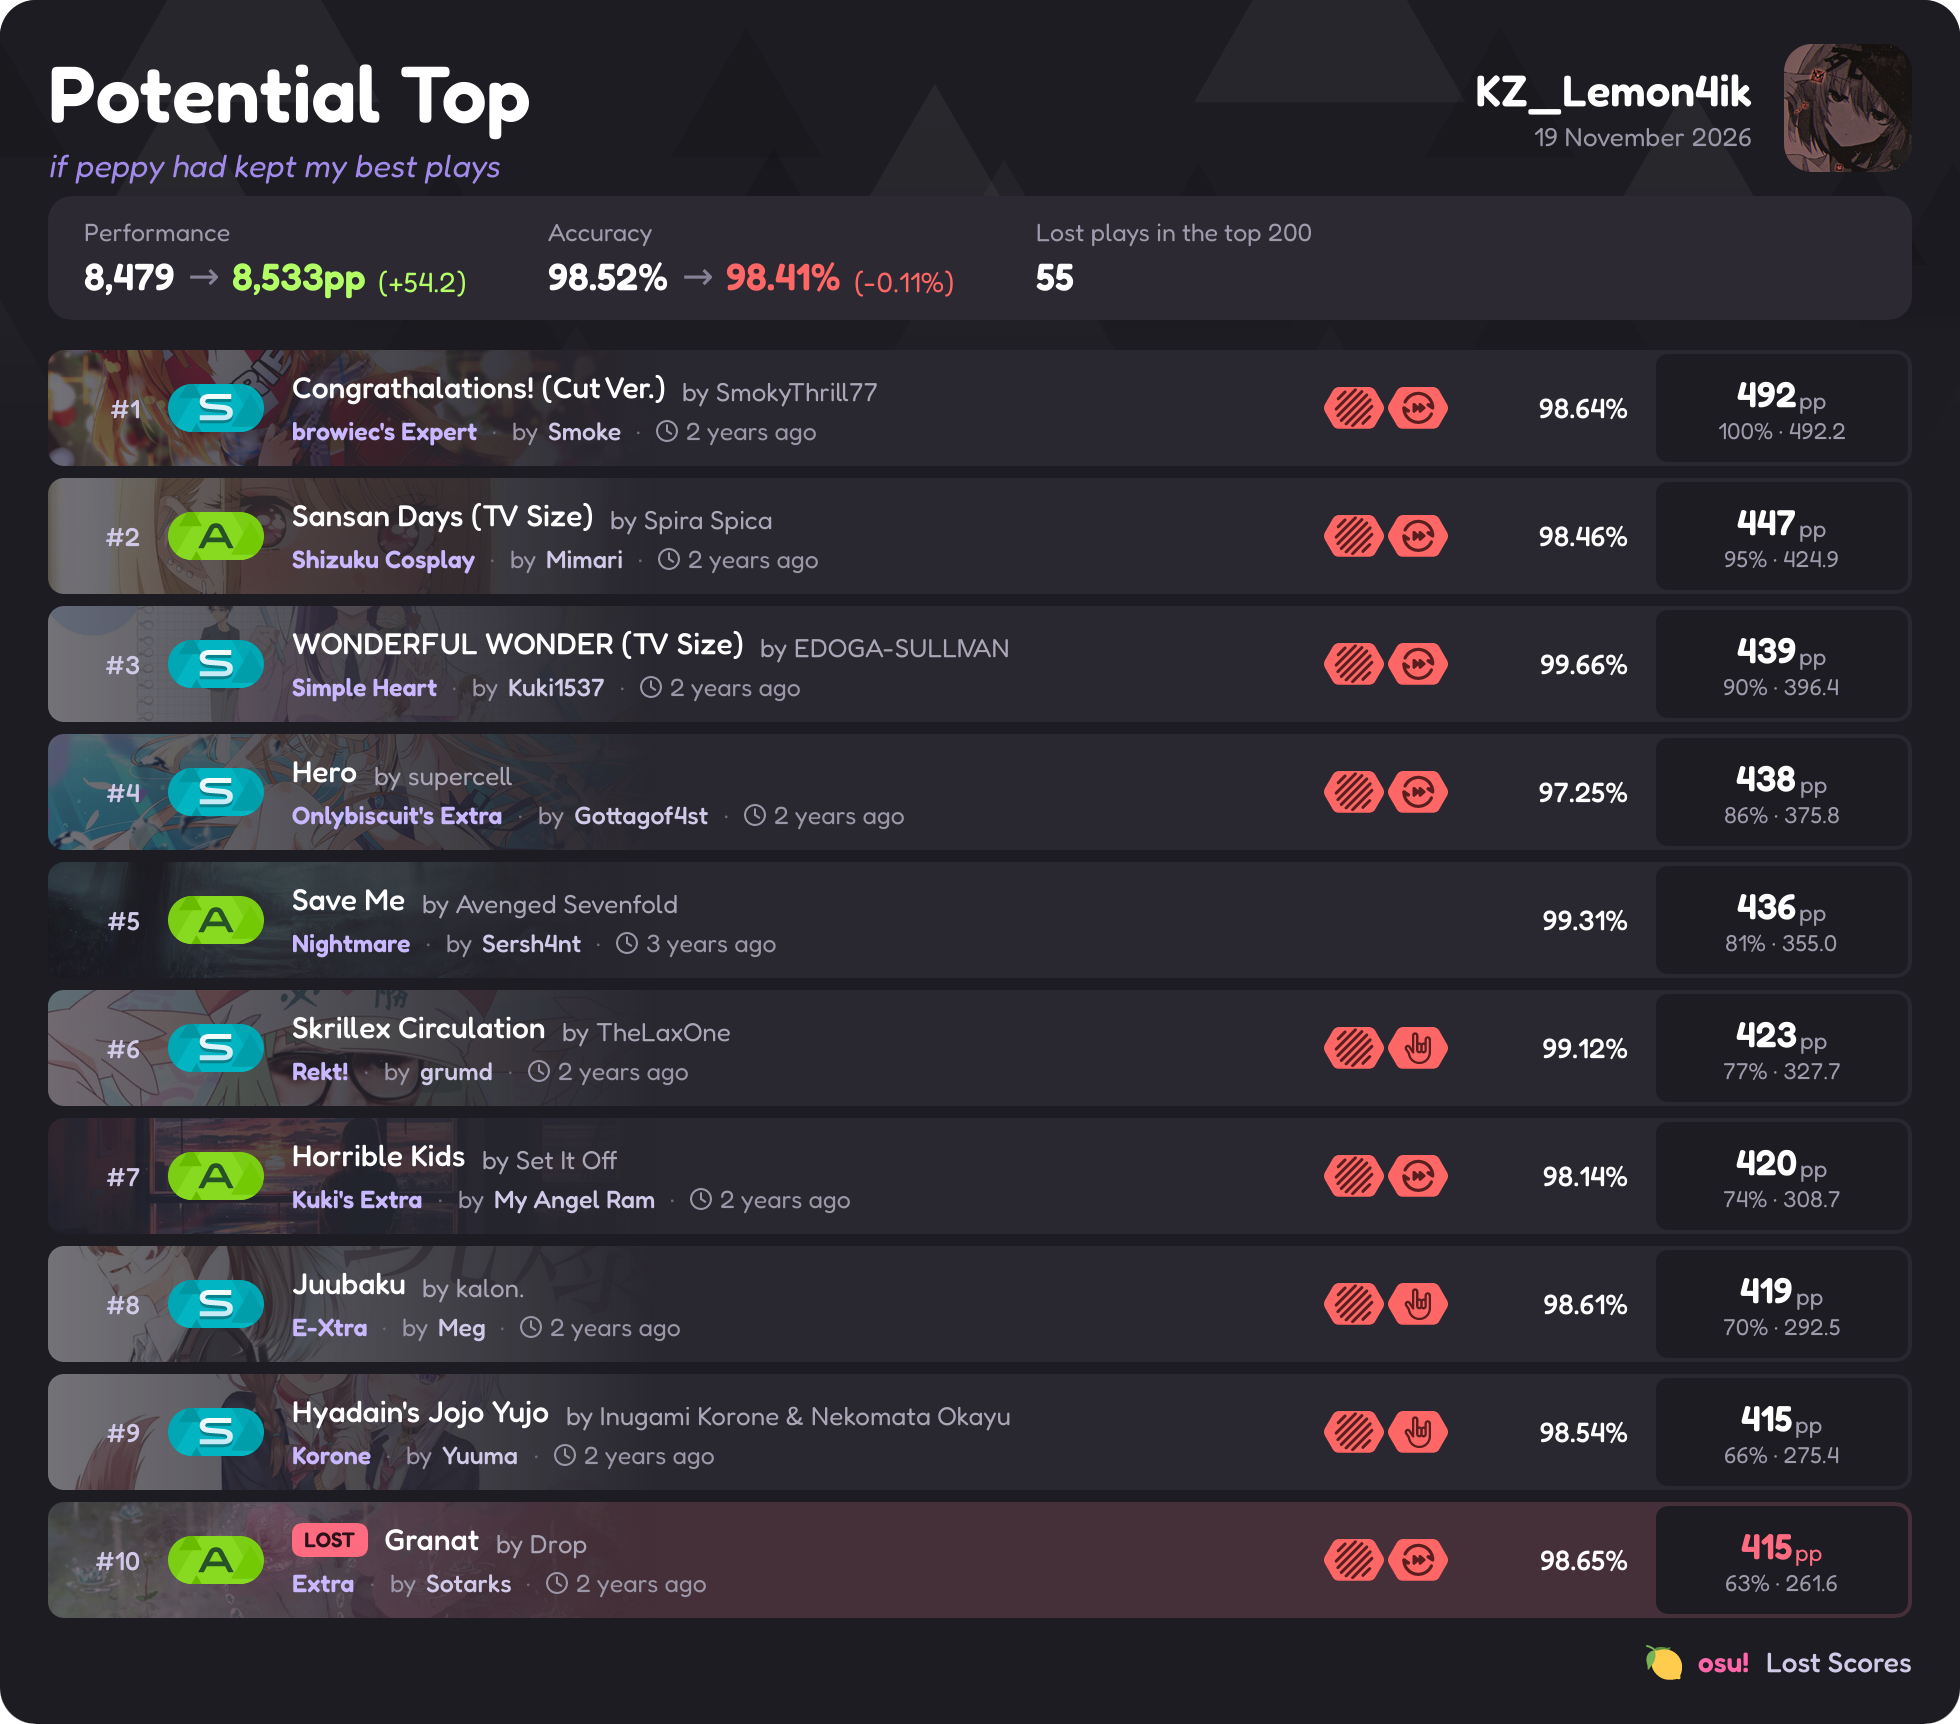 Potential Top
if peppy had kept my best plays
KZ_Lemon4ik
19 November 2026
Performance
8,479 → 8,533pp (+54.2)
Accuracy
98.52% → 98.41% (-0.11%)
Lost plays in the top 200
55
#1 S Congrathalations! (Cut Ver.) by SmokyThrill77
browiec's Expert · by Smoke · 2 years ago
98.64%
492pp
100% · 492.2
#2 A Sansan Days (TV Size) by Spira Spica
Shizuku Cosplay · by Mimari · 2 years ago
98.46%
447pp
95% · 424.9
#3 S WONDERFUL WONDER (TV Size) by EDOGA-SULLIVAN
Simple Heart · by Kuki1537 · 2 years ago
99.66%
439pp
90% · 396.4
#4 S Hero by supercell
Onlybiscuit's Extra · by Gottagof4st · 2 years ago
97.25%
438pp
86% · 375.8
#5 A Save Me by Avenged Sevenfold
Nightmare · by Sersh4nt · 3 years ago
99.31%
436pp
81% · 355.0
#6 S Skrillex Circulation by TheLaxOne
Rekt! · by grumd · 2 years ago
99.12%
423pp
77% · 327.7
#7 A Horrible Kids by Set It Off
Kuki's Extra · by My Angel Ram · 2 years ago
98.14%
420pp
74% · 308.7
#8 S Juubaku by kalon.
E-Xtra · by Meg · 2 years ago
98.61%
419pp
70% · 292.5
#9 S Hyadain's Jojo Yujo by Inugami Korone & Nekomata Okayu
Korone · by Yuuma · 2 years ago
98.54%
415pp
66% · 275.4
#10 A LOST Granat by Drop
Extra · by Sotarks · 2 years ago
98.65%
415pp
63% · 261.6
osu! Lost Scores